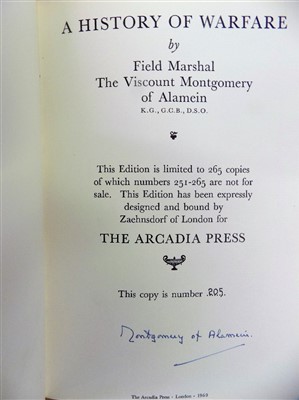 A HISTORY OF WARFARE
by
Field Marshal
The Viscount Montgomery
of Alamein
K.G., G.C.B., D.S.O.
This Edition is limited to 265 copies
of which numbers 251-265 are not for
sale. This Edition has been expressly
designed and bound by
Zaehnsdorf of London for
THE ARCADIA PRESS
This copy is number .205.
Montgomery of Alamein.
The Arcadia Press - London - 1969